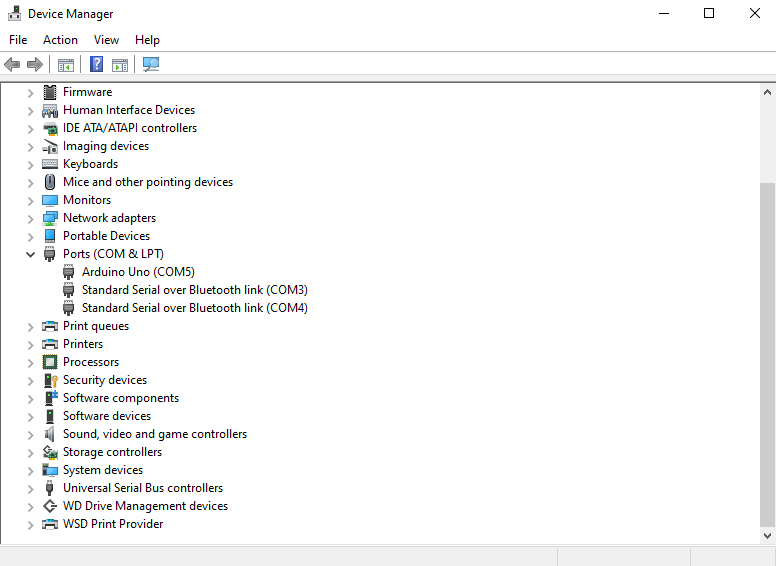 Device Manager
File Action View Help
Firmware
Human Interface Devices
IDE ATA/ATAPI controllers
Imaging devices
Keyboards
Mice and other pointing devices
Monitors
Network adapters
Portable Devices
Ports (COM & LPT)
Arduino Uno (COM5)
Standard Serial over Bluetooth link (COM3)
Standard Serial over Bluetooth link (COM4)
Print queues
Printers
Processors
Security devices
Software components
Software devices
Sound, video and game controllers
Storage controllers
System devices
Universal Serial Bus controllers
WD Drive Management devices
WSD Print Provider